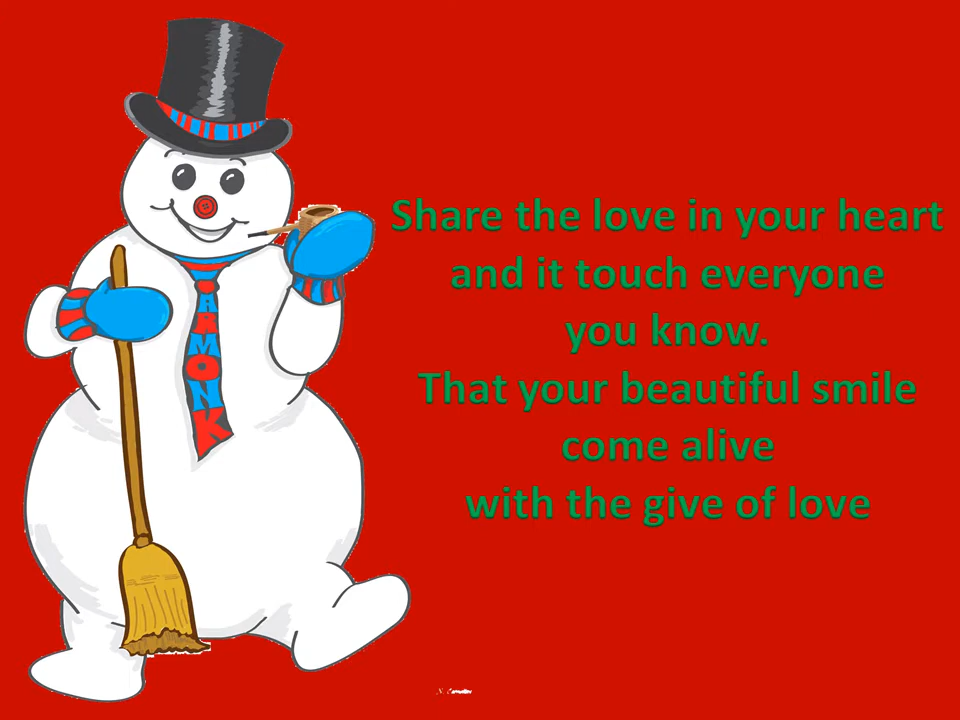 ARMONK
Share the love in your heart
and it touch everyone
you know.
That your beautiful smile
come alive
with the give of love